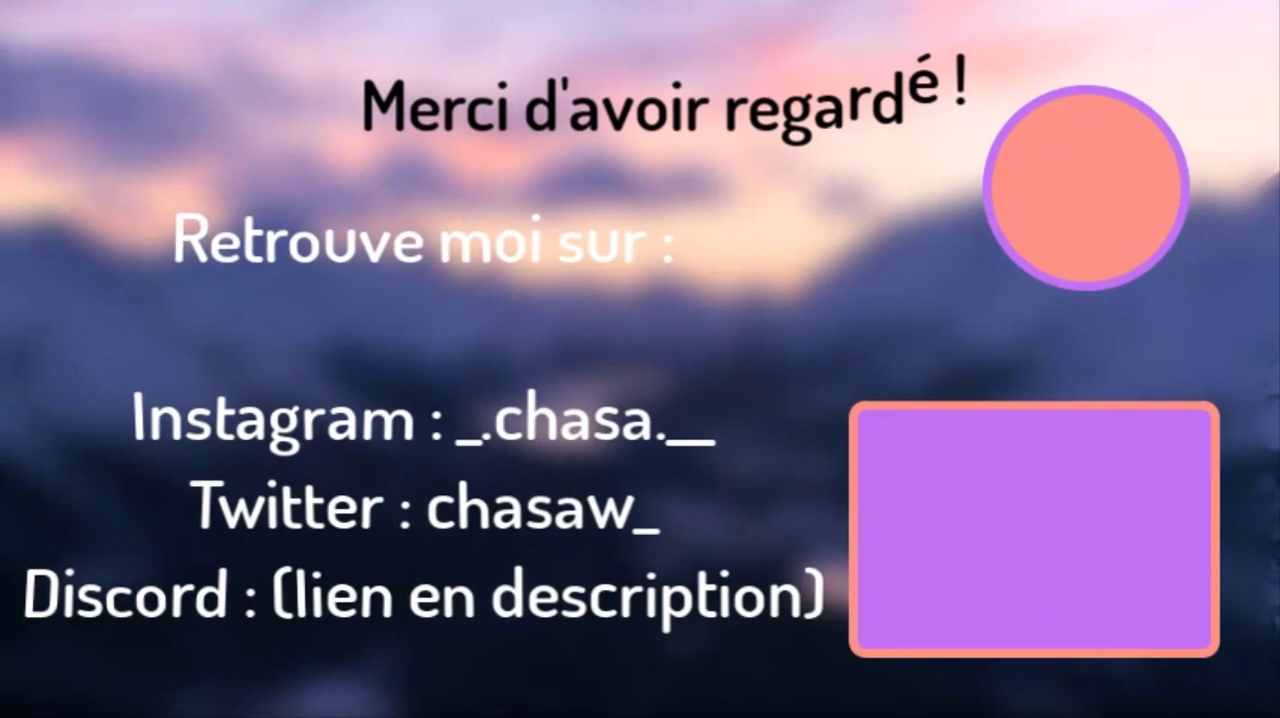 Merci d'avoir regardé !
Retrouve moi sur :
Instagram : _.chasa.__
Twitter : chasaw_
Discord : (lien en description)